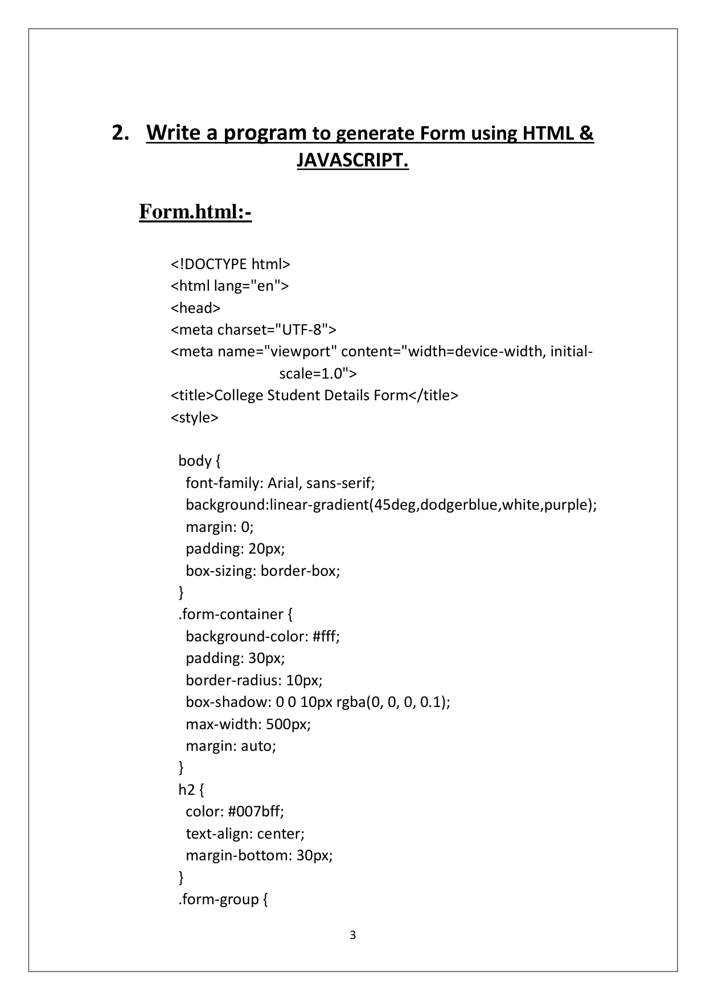 2. Write a program to generate Form using HTML &
JAVASCRIPT.
Form.html:-
<!DOCTYPE html>
<html lang="en">
<head>
<meta charset="UTF-8">
<meta name="viewport" content="width=device-width, initial-
scale=1.0">
<title>College Student Details Form</title>
<style>
body {
font-family: Arial, sans-serif;
background:linear-gradient(45deg,dodgerblue,white,purple);
margin: 0;
padding: 20px;
box-sizing: border-box;
}
.form-container {
background-color: #fff;
padding: 30px;
border-radius: 10px;
box-shadow: 0 0 10px rgba(0, 0, 0, 0.1);
max-width: 500px;
margin: auto;
}
h2 {
color: #007bff;
text-align: center;
margin-bottom: 30px;
}
.form-group {
3